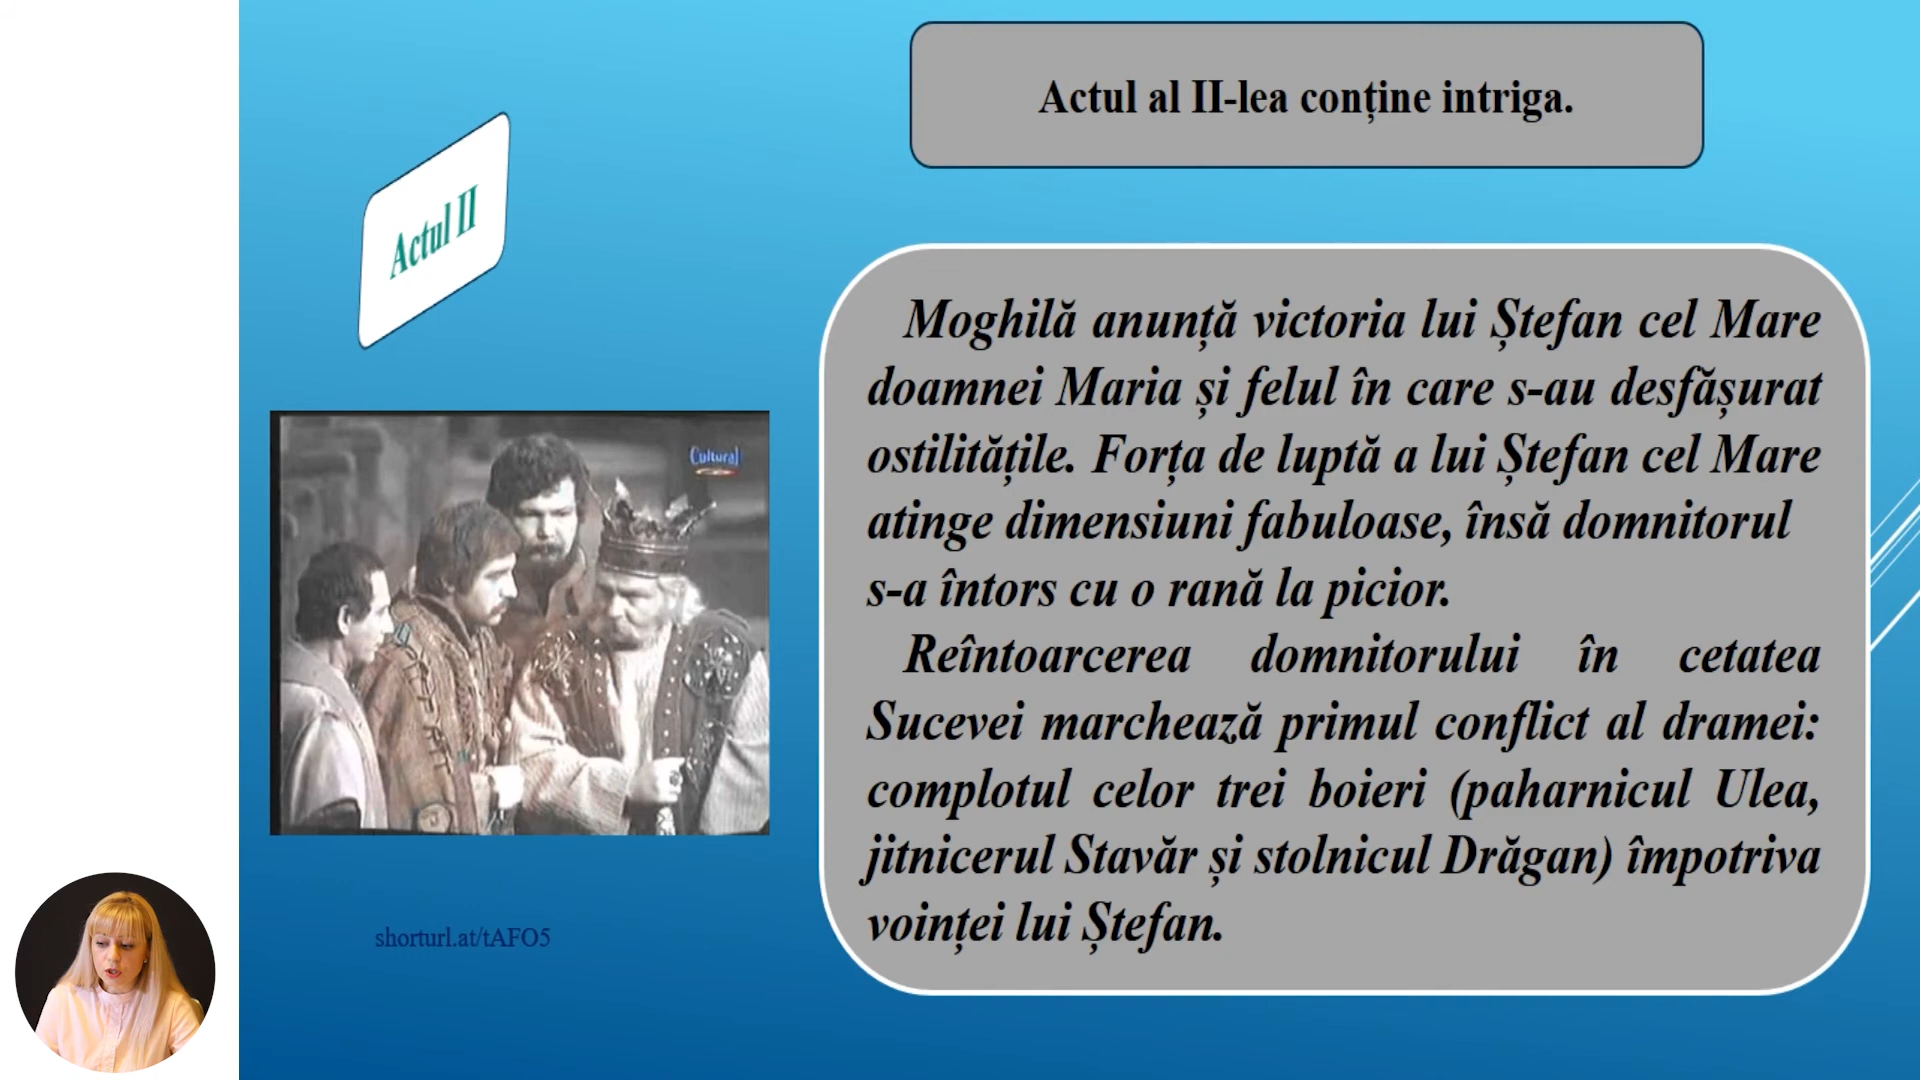 Actul al II-lea conține intriga.
Actul II
Cultural
Moghilă anunță victoria lui Ștefan cel Mare
doamnei Maria și felul în care s-au desfășurat
ostilitățile. Forța de luptă a lui Ștefan cel Mare
atinge dimensiuni fabuloase, însă domnitorul
s-a întors cu o rană la picior.
Reîntoarcerea domnitorului în cetatea
Sucevei marchează primul conflict al dramei:
complotul celor trei boieri (paharnicul Ulea,
jitnicerul Stavăr și stolnicul Drăgan) împotriva
voinței lui Ștefan.
shorturl.at/tAFO5